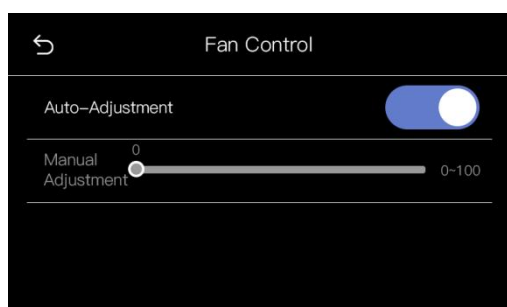 Fan Control
Auto-Adjustment
0
Manual
Adjustment
0~100